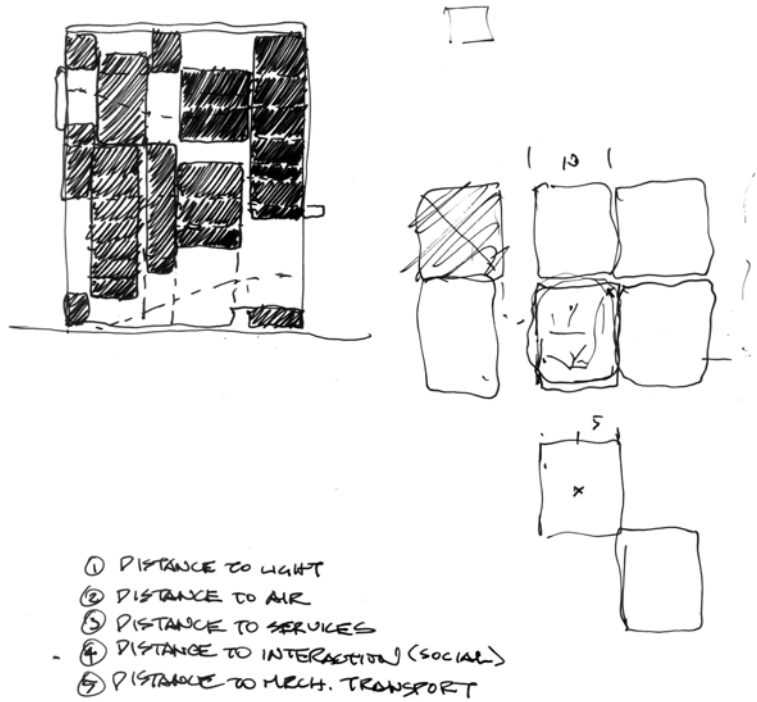 10
5
① DISTANCE TO LIGHT
② DISTANCE TO AIR
③ DISTANCE TO SERVICES
④ DISTANCE TO INTERACTION (SOCIAL)
⑤ DISTANCE TO MECH. TRANSPORT